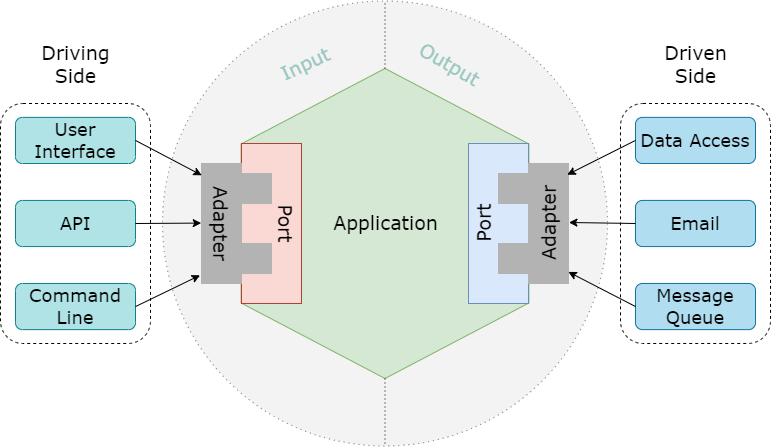 Driving
Side
Input
Output
Driven
Side
User
Interface
API
Command
Line
Adapter
Port
Application
Port
Adapter
Data Access
Email
Message
Queue